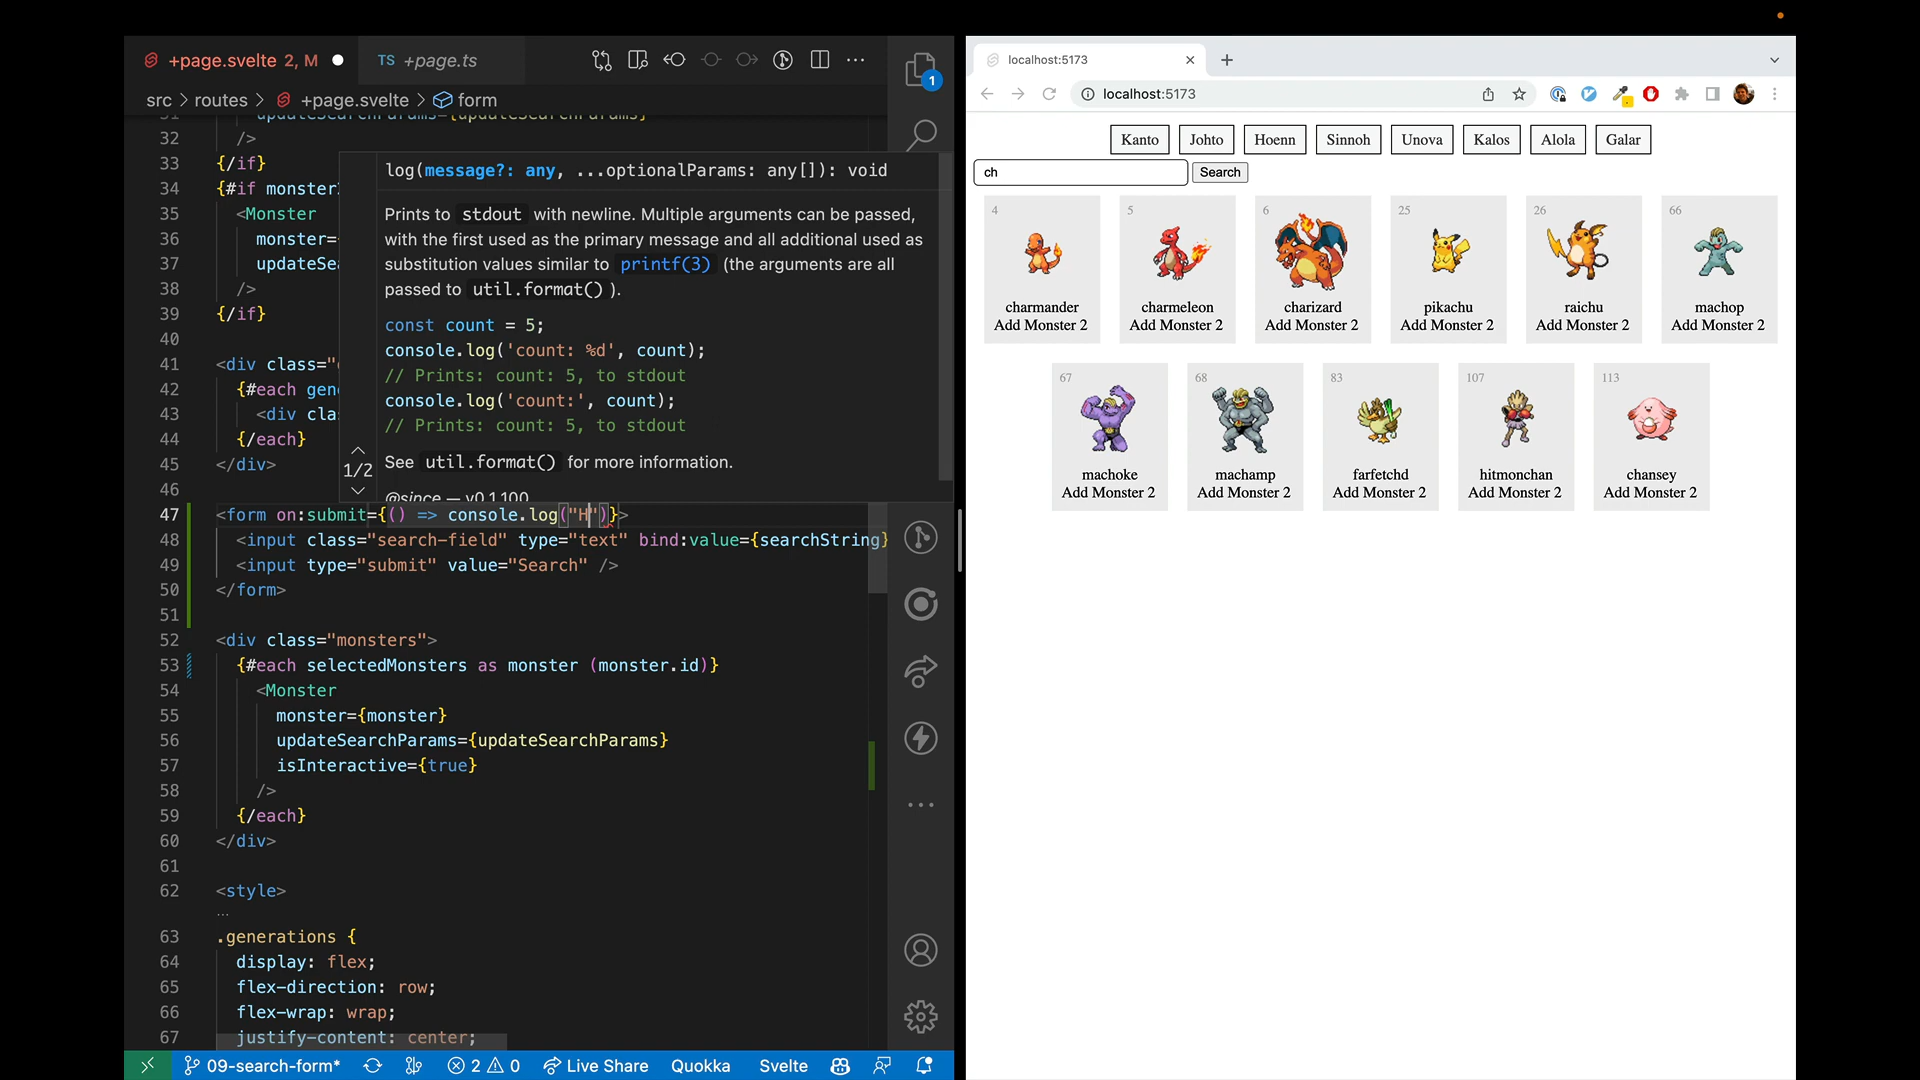 +page.svelte 2, M
TS +page.ts
1
src > routes > +page.svelte > form
31 updateSearchParams={updateSearchParams}
32 />
33 {/if}
34 {#if monster2
35 <Monster
36 monster={
37 updateSea
38 />
39 {/if}
40
41 <div class="g
42 {#each gene
43 <div clas
44 {/each}
45 </div>
46
log(message?: any, ...optionalParams: any[]): void
Prints to stdout with newline. Multiple arguments can be passed,
with the first used as the primary message and all additional used as
substitution values similar to printf(3) (the arguments are all
passed to util.format() ).
const count = 5;
console.log('count: %d', count);
// Prints: count: 5, to stdout
console.log('count:', count);
// Prints: count: 5, to stdout
See util.format() for more information.
@since — v0.1.100
1/2
47 <form on:submit={() => console.log("H")}>
48 <input class="search-field" type="text" bind:value={searchString}
49 <input type="submit" value="Search" />
50 </form>
51
52 <div class="monsters">
53 {#each selectedMonsters as monster (monster.id)}
54 <Monster
55 monster={monster}
56 updateSearchParams={updateSearchParams}
57 isInteractive={true}
58 />
59 {/each}
60 </div>
61
62 <style>
...
63 .generations {
64 display: flex;
65 flex-direction: row;
66 flex-wrap: wrap;
67 justify-content: center;
09-search-form* 2 0 Live Share Quokka Svelte
localhost:5173
localhost:5173
Kanto Johto Hoenn Sinnoh Unova Kalos Alola Galar
ch Search
4 5 6 25 26 66
charmander charmeleon charizard pikachu raichu machop
Add Monster 2 Add Monster 2 Add Monster 2 Add Monster 2 Add Monster 2 Add Monster 2
67 68 83 107 113
machoke machamp farfetchd hitmonchan chansey
Add Monster 2 Add Monster 2 Add Monster 2 Add Monster 2 Add Monster 2